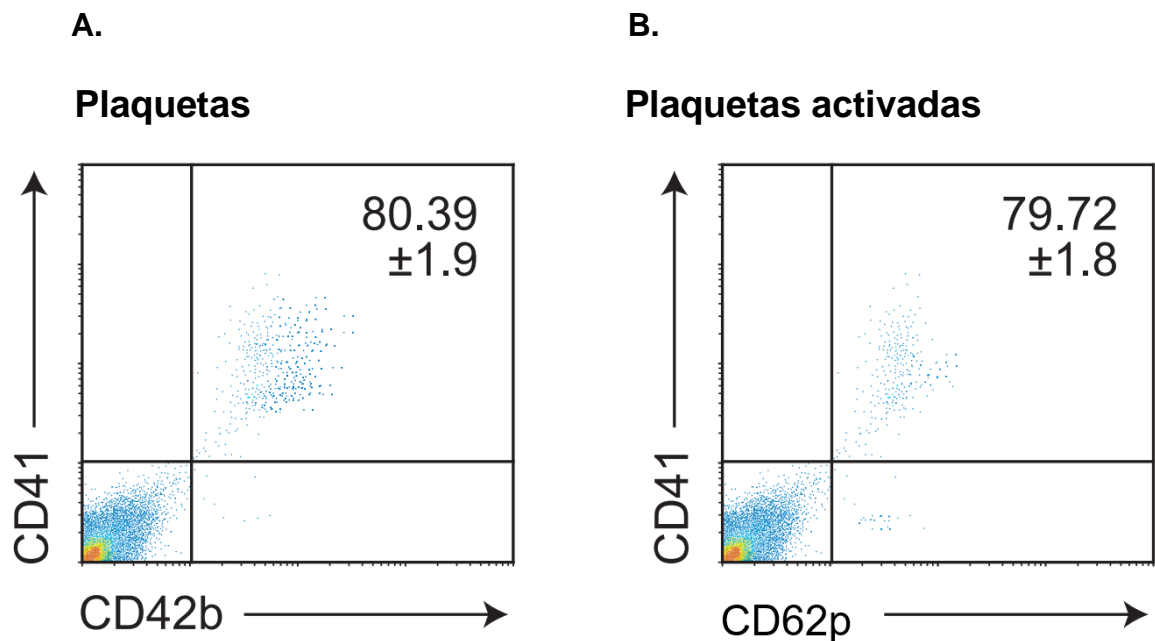 A.
Plaquetas
80.39
±1.9
CD41
CD42b
B.
Plaquetas activadas
79.72
±1.8
CD41
CD62p